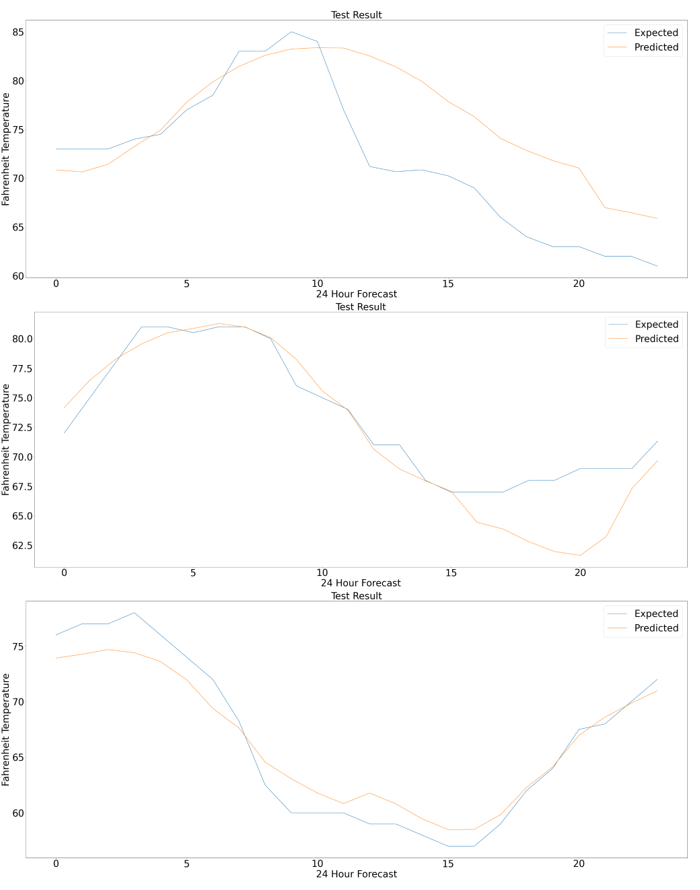 Test Result
Expected
Predicted
Fahrenheit Temperature
85
80
75
70
65
60
0 5 10 15 20
24 Hour Forecast
Test Result
Expected
Predicted
Fahrenheit Temperature
80.0
77.5
75.0
72.5
70.0
67.5
65.0
62.5
0 5 10 15 20
24 Hour Forecast
Test Result
Expected
Predicted
Fahrenheit Temperature
75
70
65
60
0 5 10 15 20
24 Hour Forecast